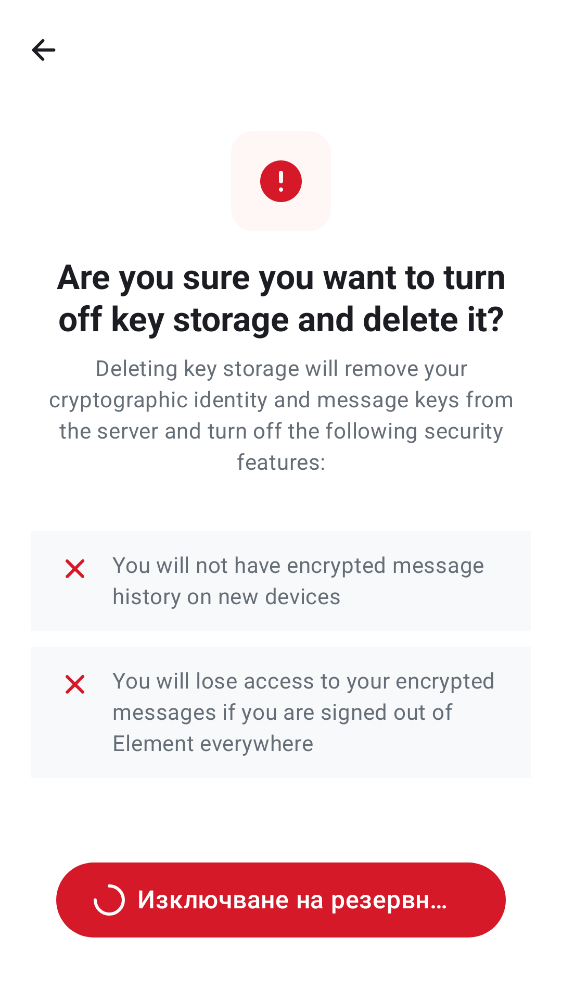 Are you sure you want to turn
off key storage and delete it?
Deleting key storage will remove your
cryptographic identity and message keys from
the server and turn off the following security
features:
You will not have encrypted message
history on new devices
You will lose access to your encrypted
messages if you are signed out of
Element everywhere
Изключване на резервн…